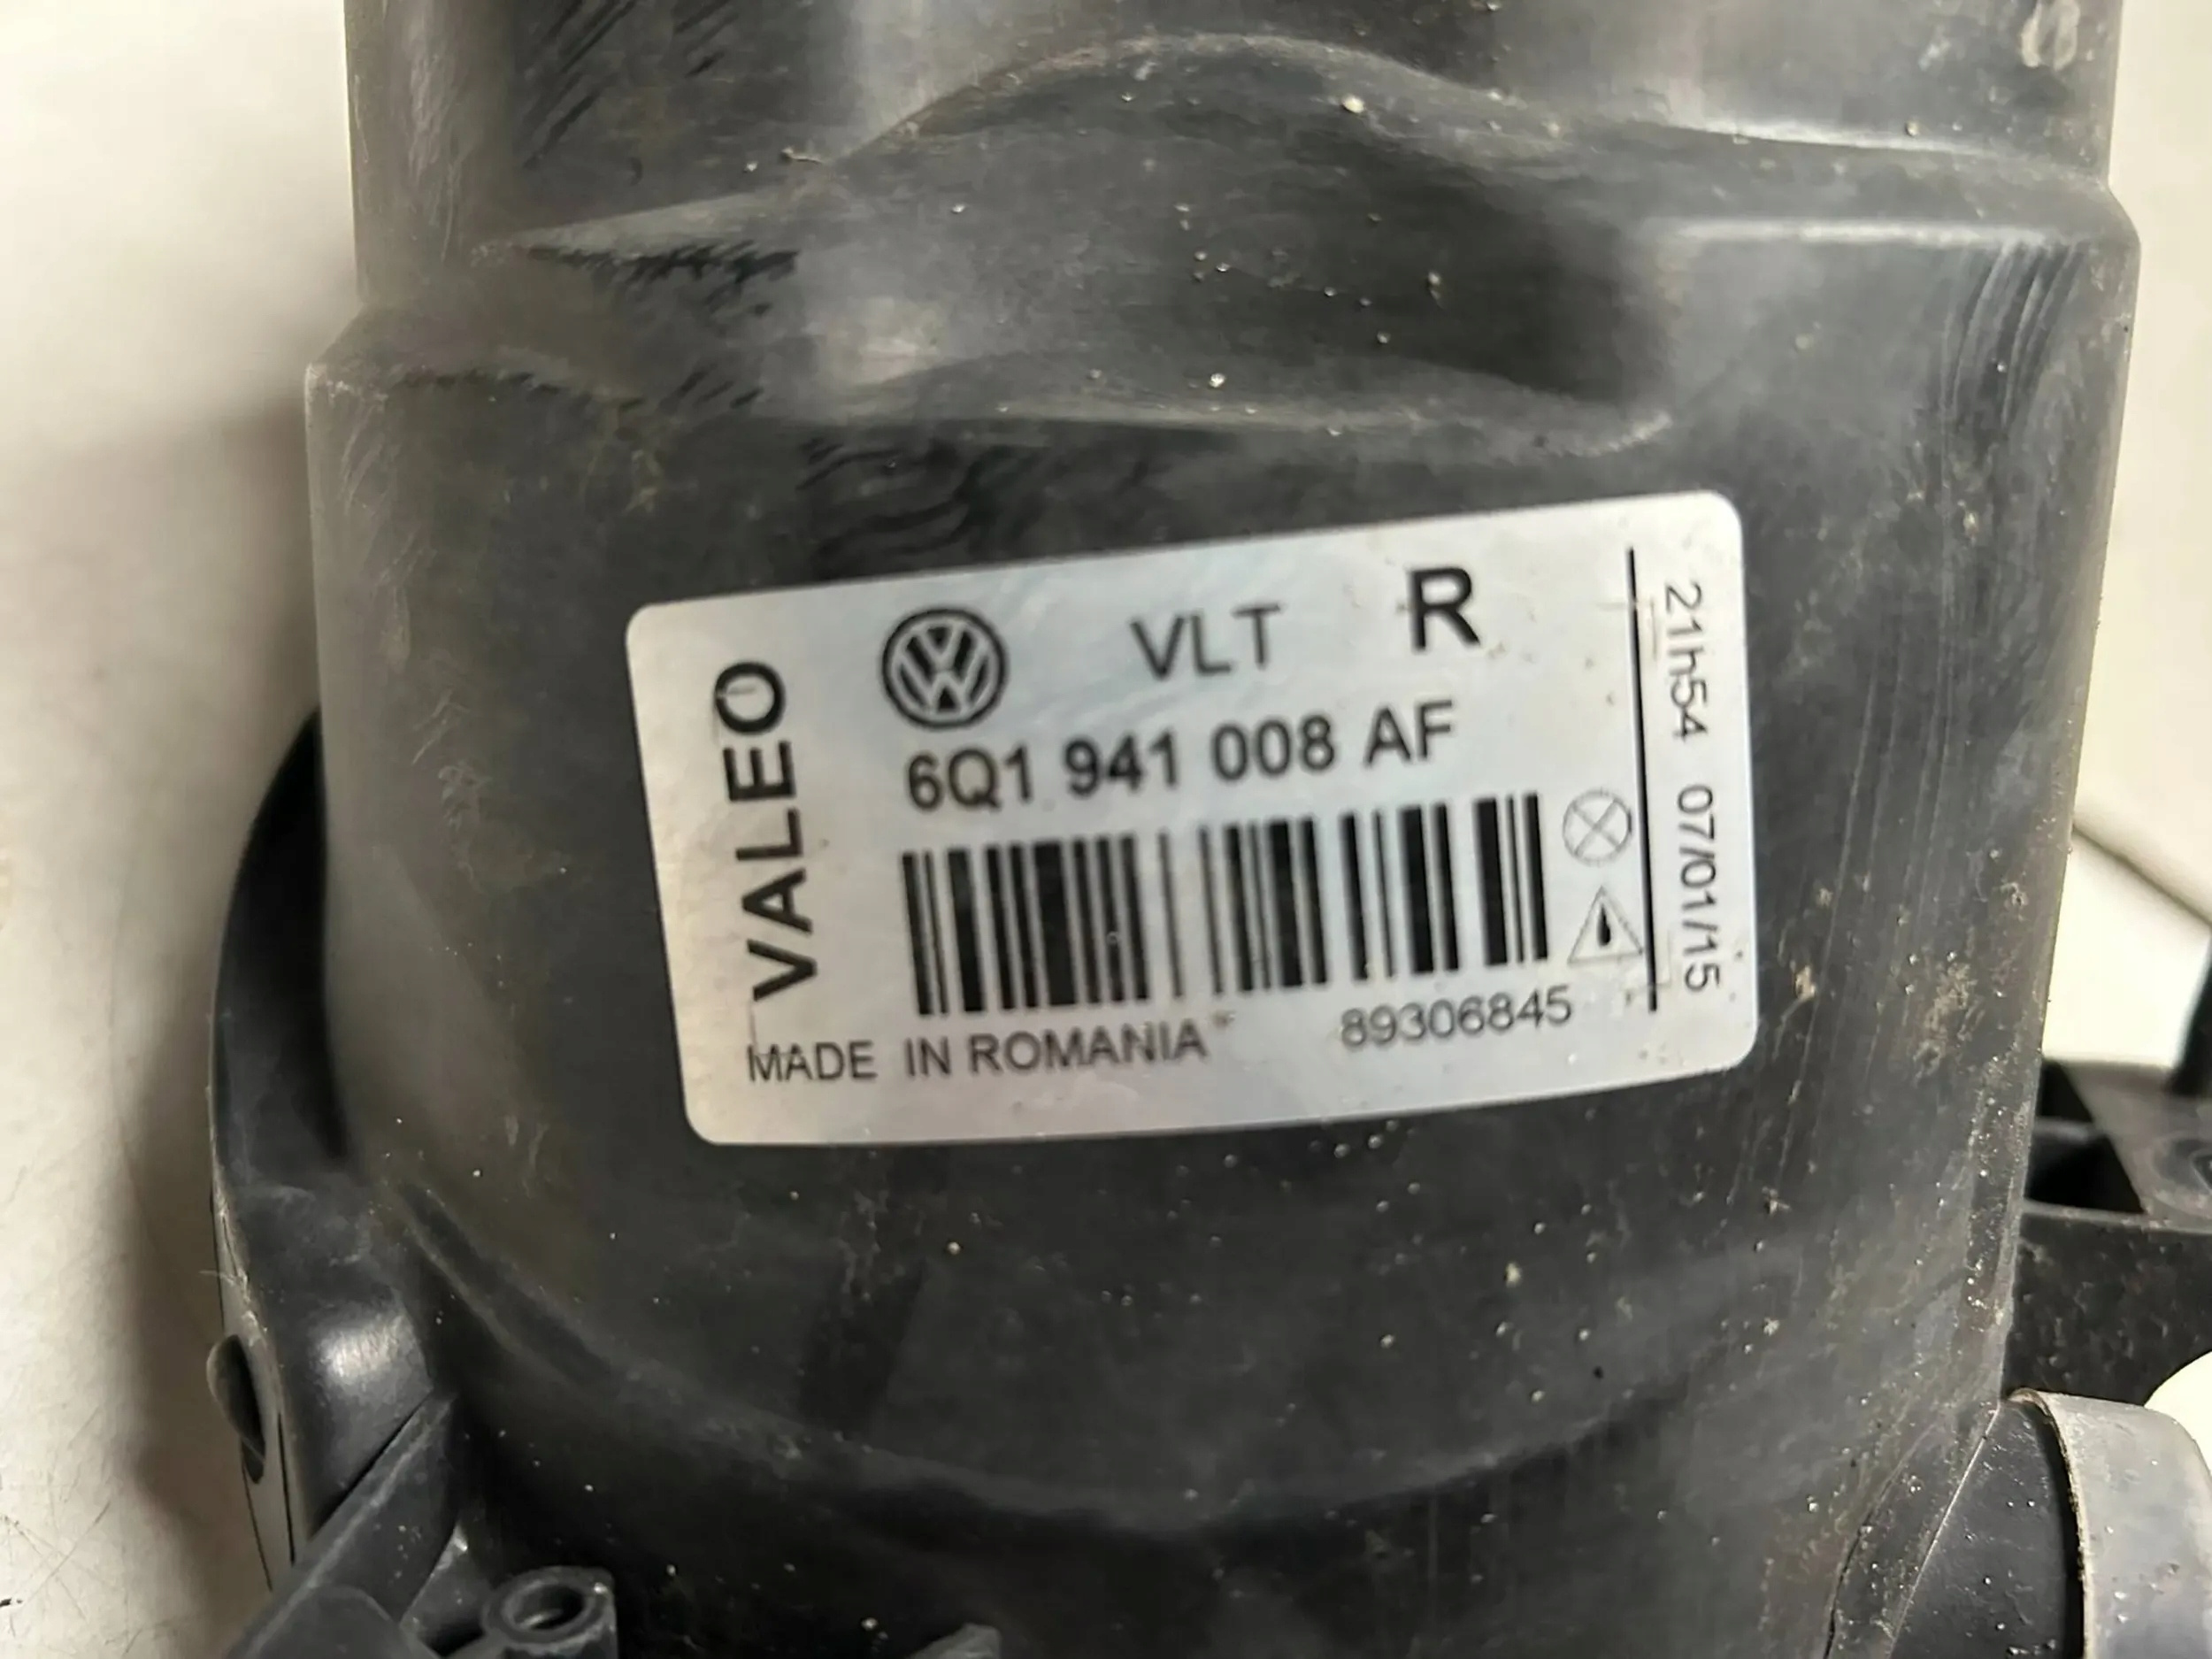 VALEO
VLT R
6Q1 941 008 AF
MADE IN ROMANIA
89306845
21h54 07/01/15